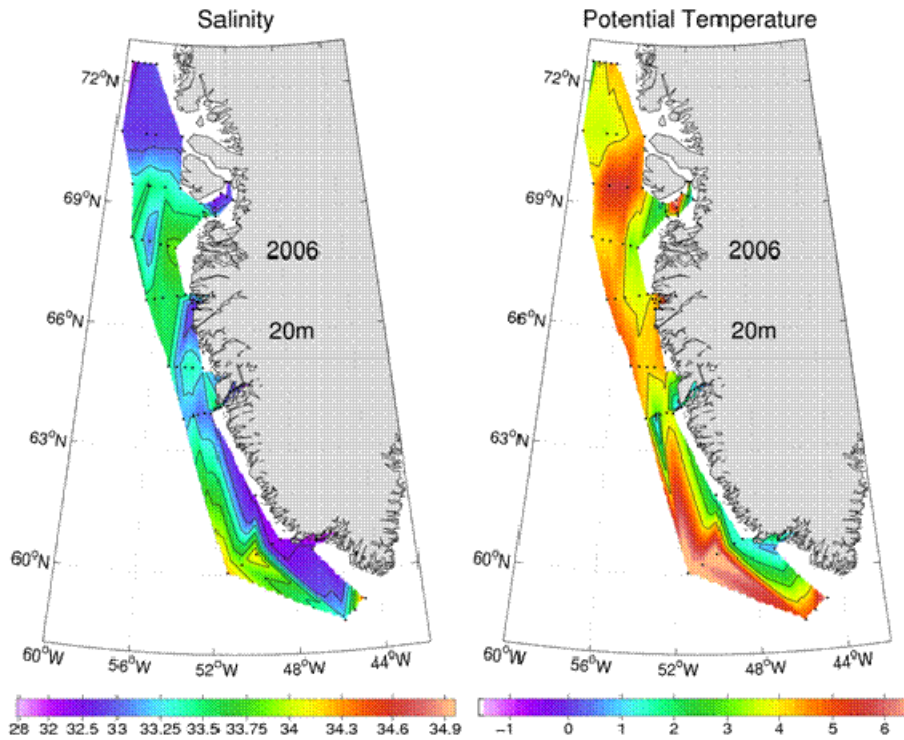 Salinity
Potential Temperature
72°N
69°N
66°N
63°N
60°N
2006
20m
60°W
56°W
52°W
48°W
44°W
72°N
69°N
66°N
63°N
60°N
2006
20m
60°W
56°W
52°W
48°W
44°W
28 32 32.5 33 33.25 33.5 33.75 34 34.3 34.6 34.9
-1 0 1 2 3 4 5 6